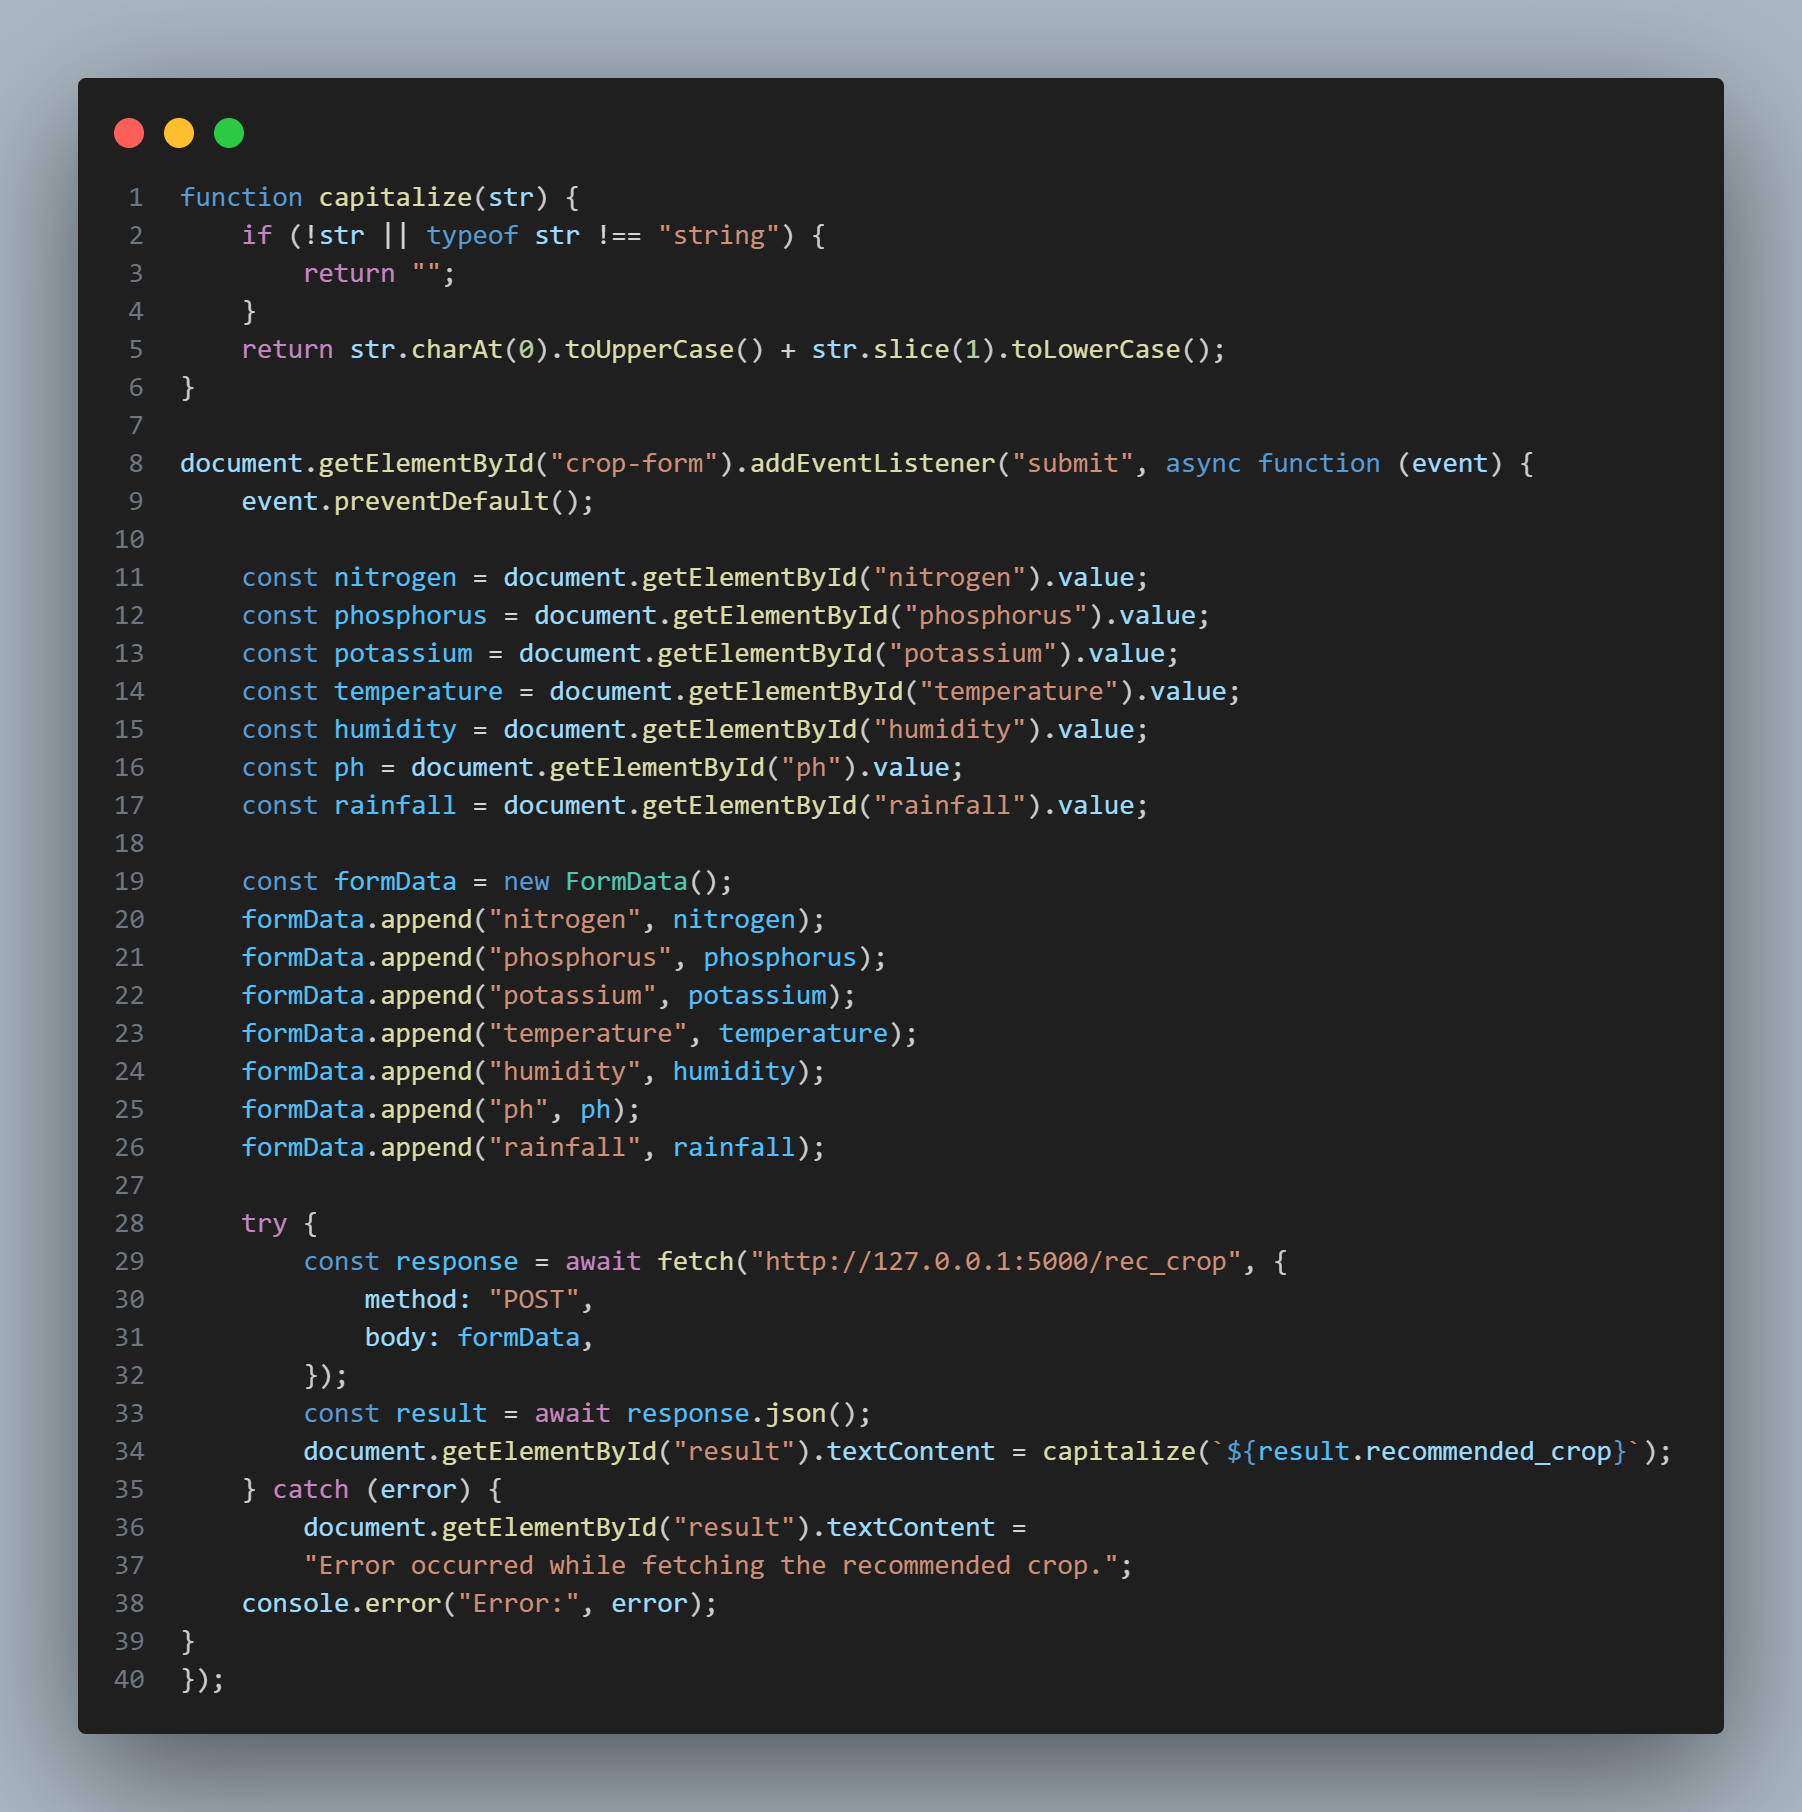 1 function capitalize(str) {
2     if (!str || typeof str !== "string") {
3         return "";
4     }
5     return str.charAt(0).toUpperCase() + str.slice(1).toLowerCase();
6 }
7
8 document.getElementById("crop-form").addEventListener("submit", async function (event) {
9     event.preventDefault();
10
11     const nitrogen = document.getElementById("nitrogen").value;
12     const phosphorus = document.getElementById("phosphorus").value;
13     const potassium = document.getElementById("potassium").value;
14     const temperature = document.getElementById("temperature").value;
15     const humidity = document.getElementById("humidity").value;
16     const ph = document.getElementById("ph").value;
17     const rainfall = document.getElementById("rainfall").value;
18
19     const formData = new FormData();
20     formData.append("nitrogen", nitrogen);
21     formData.append("phosphorus", phosphorus);
22     formData.append("potassium", potassium);
23     formData.append("temperature", temperature);
24     formData.append("humidity", humidity);
25     formData.append("ph", ph);
26     formData.append("rainfall", rainfall);
27
28     try {
29         const response = await fetch("http://127.0.0.1:5000/rec_crop", {
30             method: "POST",
31             body: formData,
32         });
33         const result = await response.json();
34         document.getElementById("result").textContent = capitalize(`${result.recommended_crop}`);
35     } catch (error) {
36         document.getElementById("result").textContent =
37         "Error occurred while fetching the recommended crop.";
38     console.error("Error:", error);
39 }
40 });